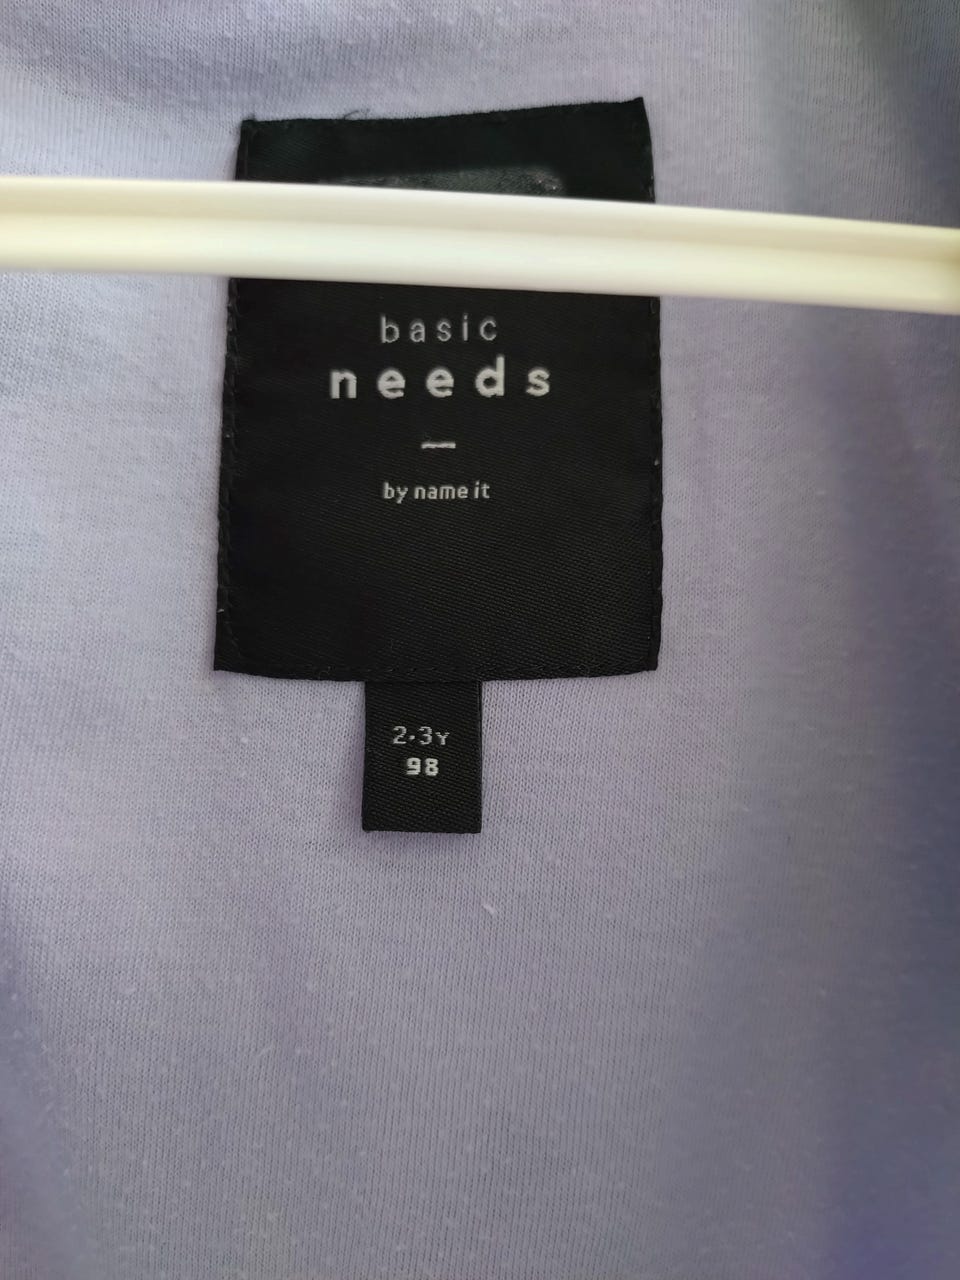 basic
needs
by name it
2-3Y
98